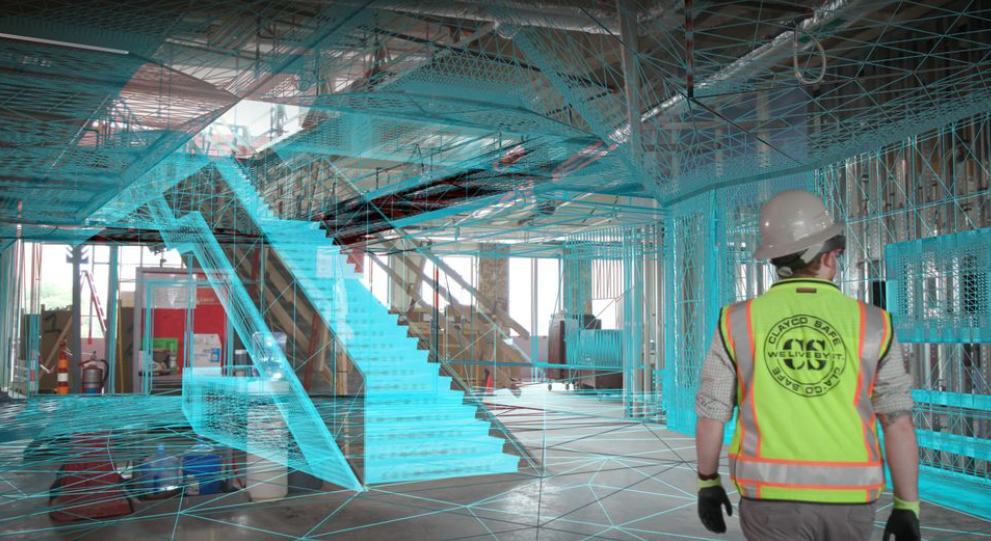 CLAYCO SAFE
CS
WE LIVE BY IT.
CLAYCO SAFE